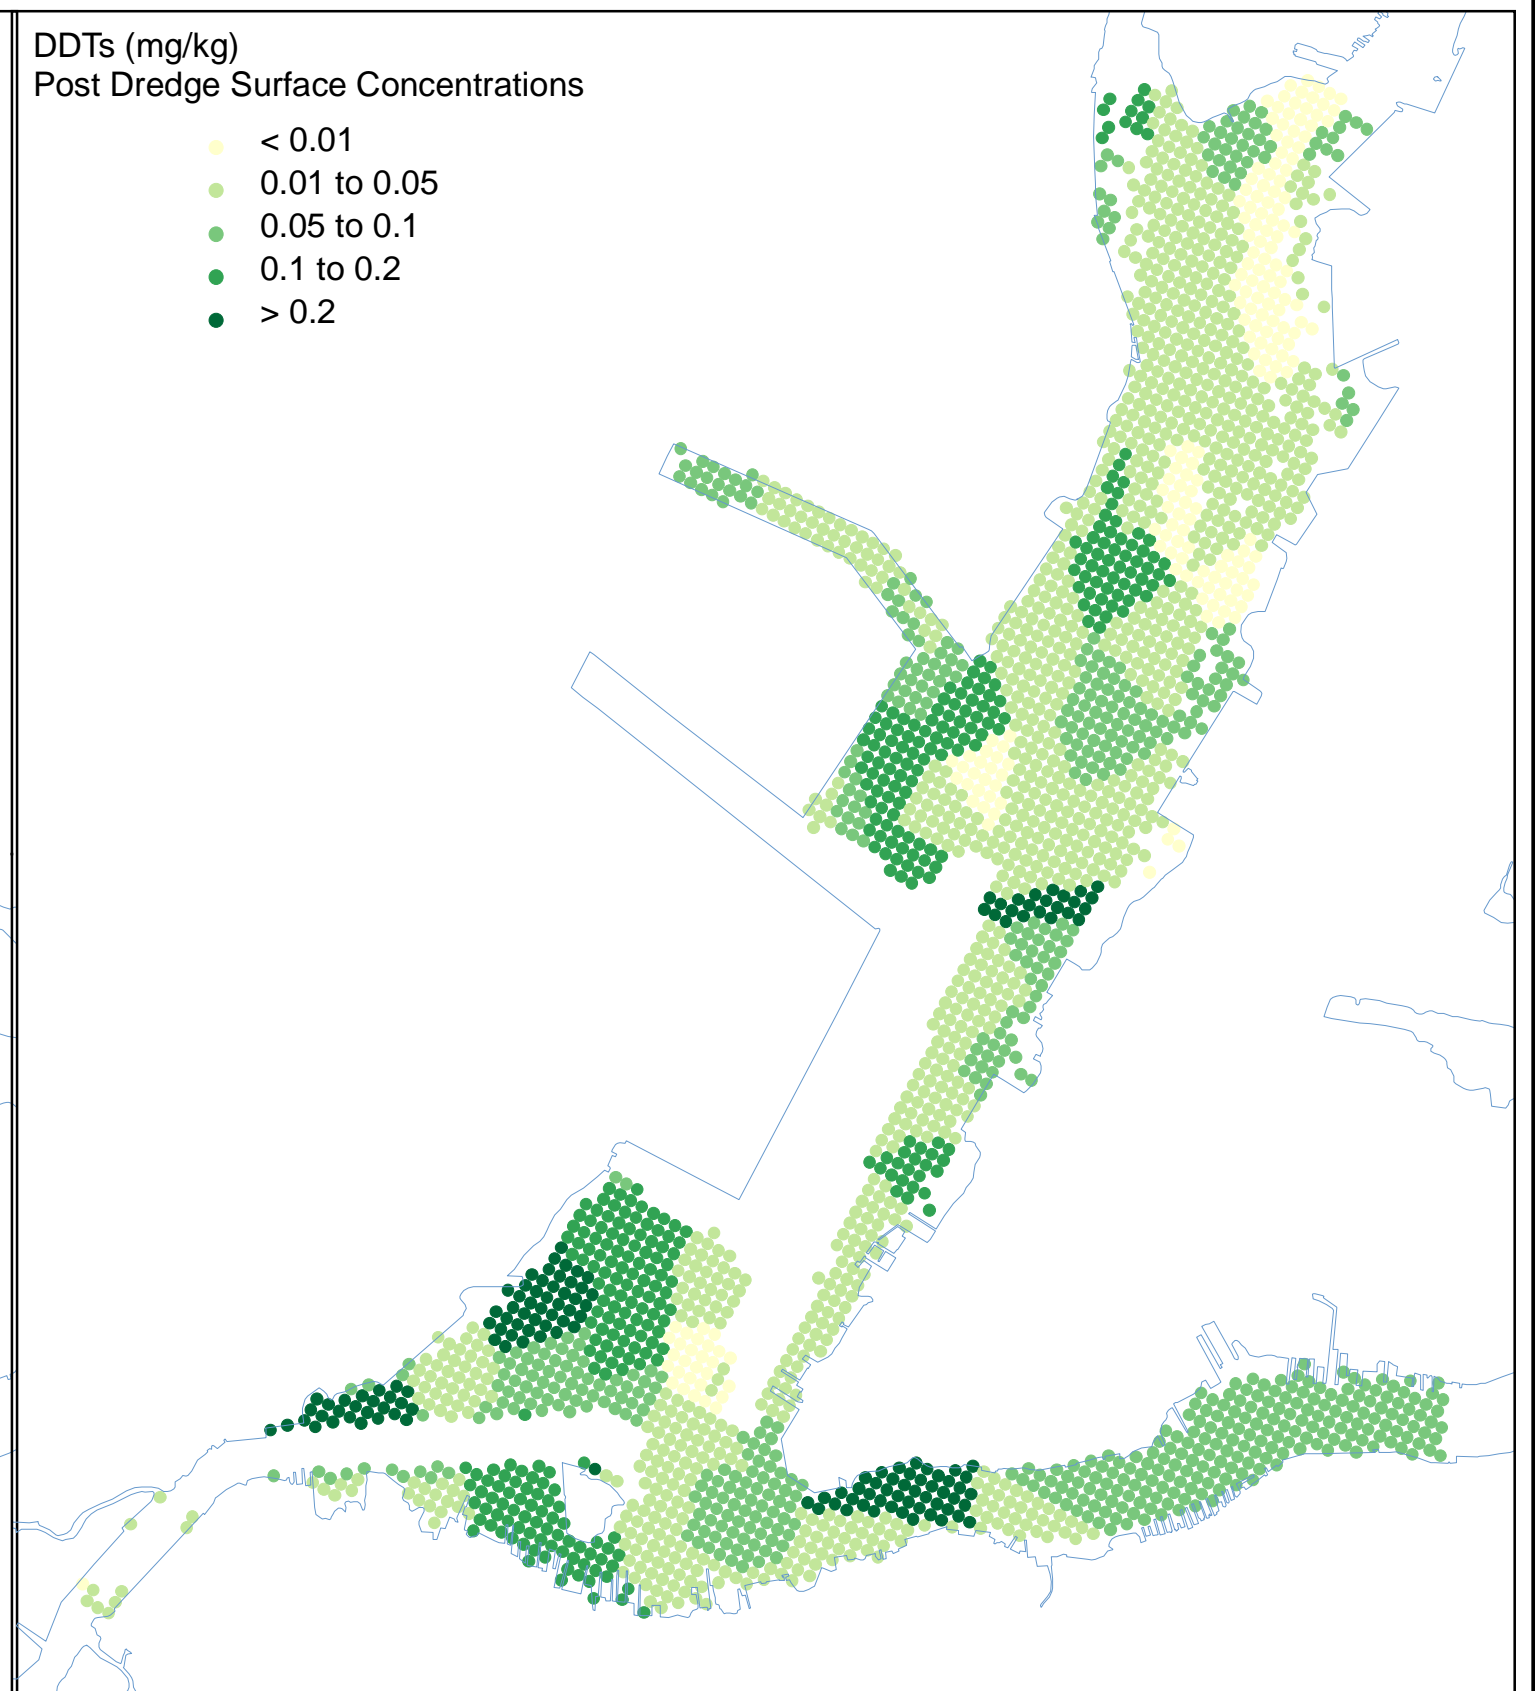 DDTs (mg/kg)
Post Dredge Surface Concentrations
< 0.01
0.01 to 0.05
0.05 to 0.1
0.1 to 0.2
> 0.2